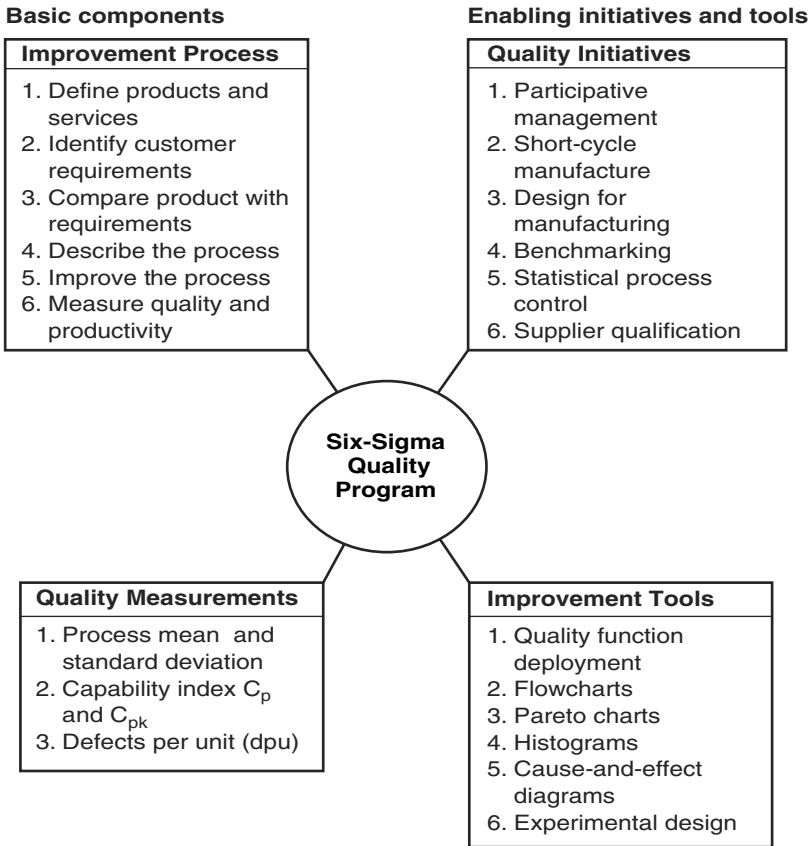 Basic components
Improvement Process
1. Define products and
services
2. Identify customer
requirements
3. Compare product with
requirements
4. Describe the process
5. Improve the process
6. Measure quality and
productivity
Enabling initiatives and tools
Quality Initiatives
1. Participative
management
2. Short-cycle
manufacture
3. Design for
manufacturing
4. Benchmarking
5. Statistical process
control
6. Supplier qualification
Six-Sigma
Quality
Program
Quality Measurements
1. Process mean and
standard deviation
2. Capability index Cp
and Cpk
3. Defects per unit (dpu)
Improvement Tools
1. Quality function
deployment
2. Flowcharts
3. Pareto charts
4. Histograms
5. Cause-and-effect
diagrams
6. Experimental design